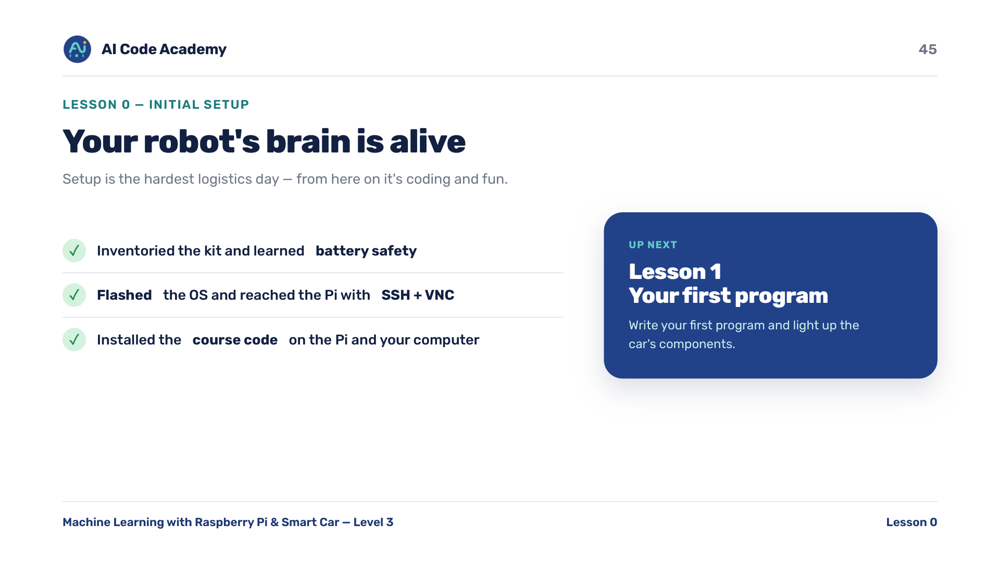 AI Code Academy
45
LESSON 0 — INITIAL SETUP
Your robot's brain is alive
Setup is the hardest logistics day — from here on it's coding and fun.
✓ Inventoried the kit and learned battery safety
✓ Flashed the OS and reached the Pi with SSH + VNC
✓ Installed the course code on the Pi and your computer
UP NEXT
Lesson 1
Your first program
Write your first program and light up the
car's components.
Machine Learning with Raspberry Pi & Smart Car — Level 3
Lesson 0